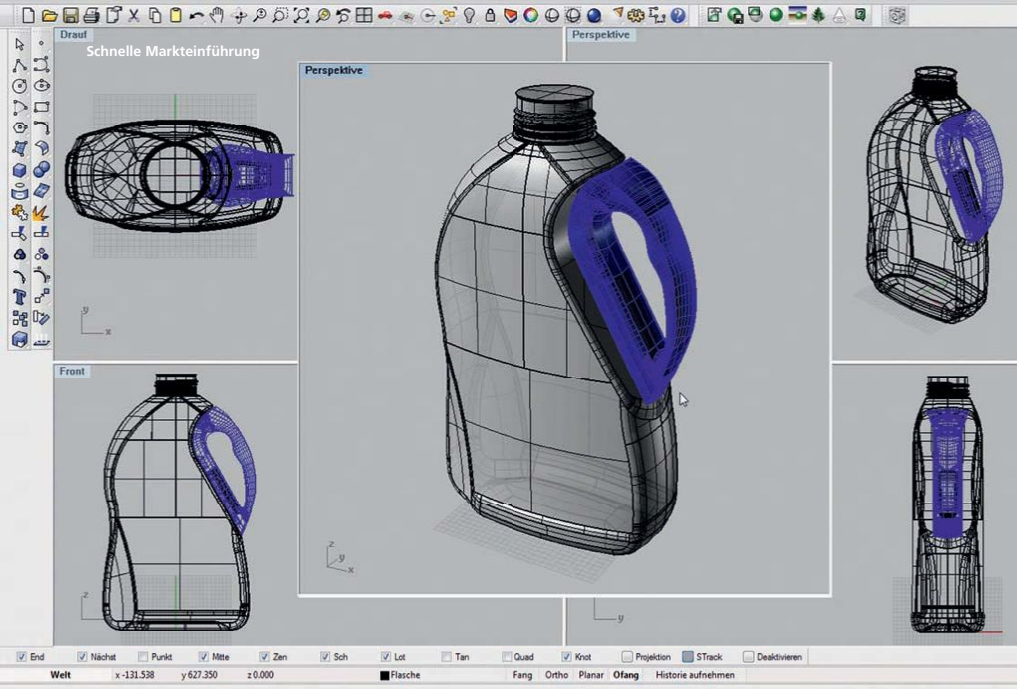 Drauf
Schnelle Markteinführung
Perspektive
Perspektive
y
x
Front
z
y
x
z
y
End Nächst Punkt Mitte Zen Sch Lot Tan Quad Knot Projektion STrack Deaktivieren
Welt x -131.538 y 627.350 z 0.000 Flasche Fang Ortho Planar Ofang Historie aufnehmen